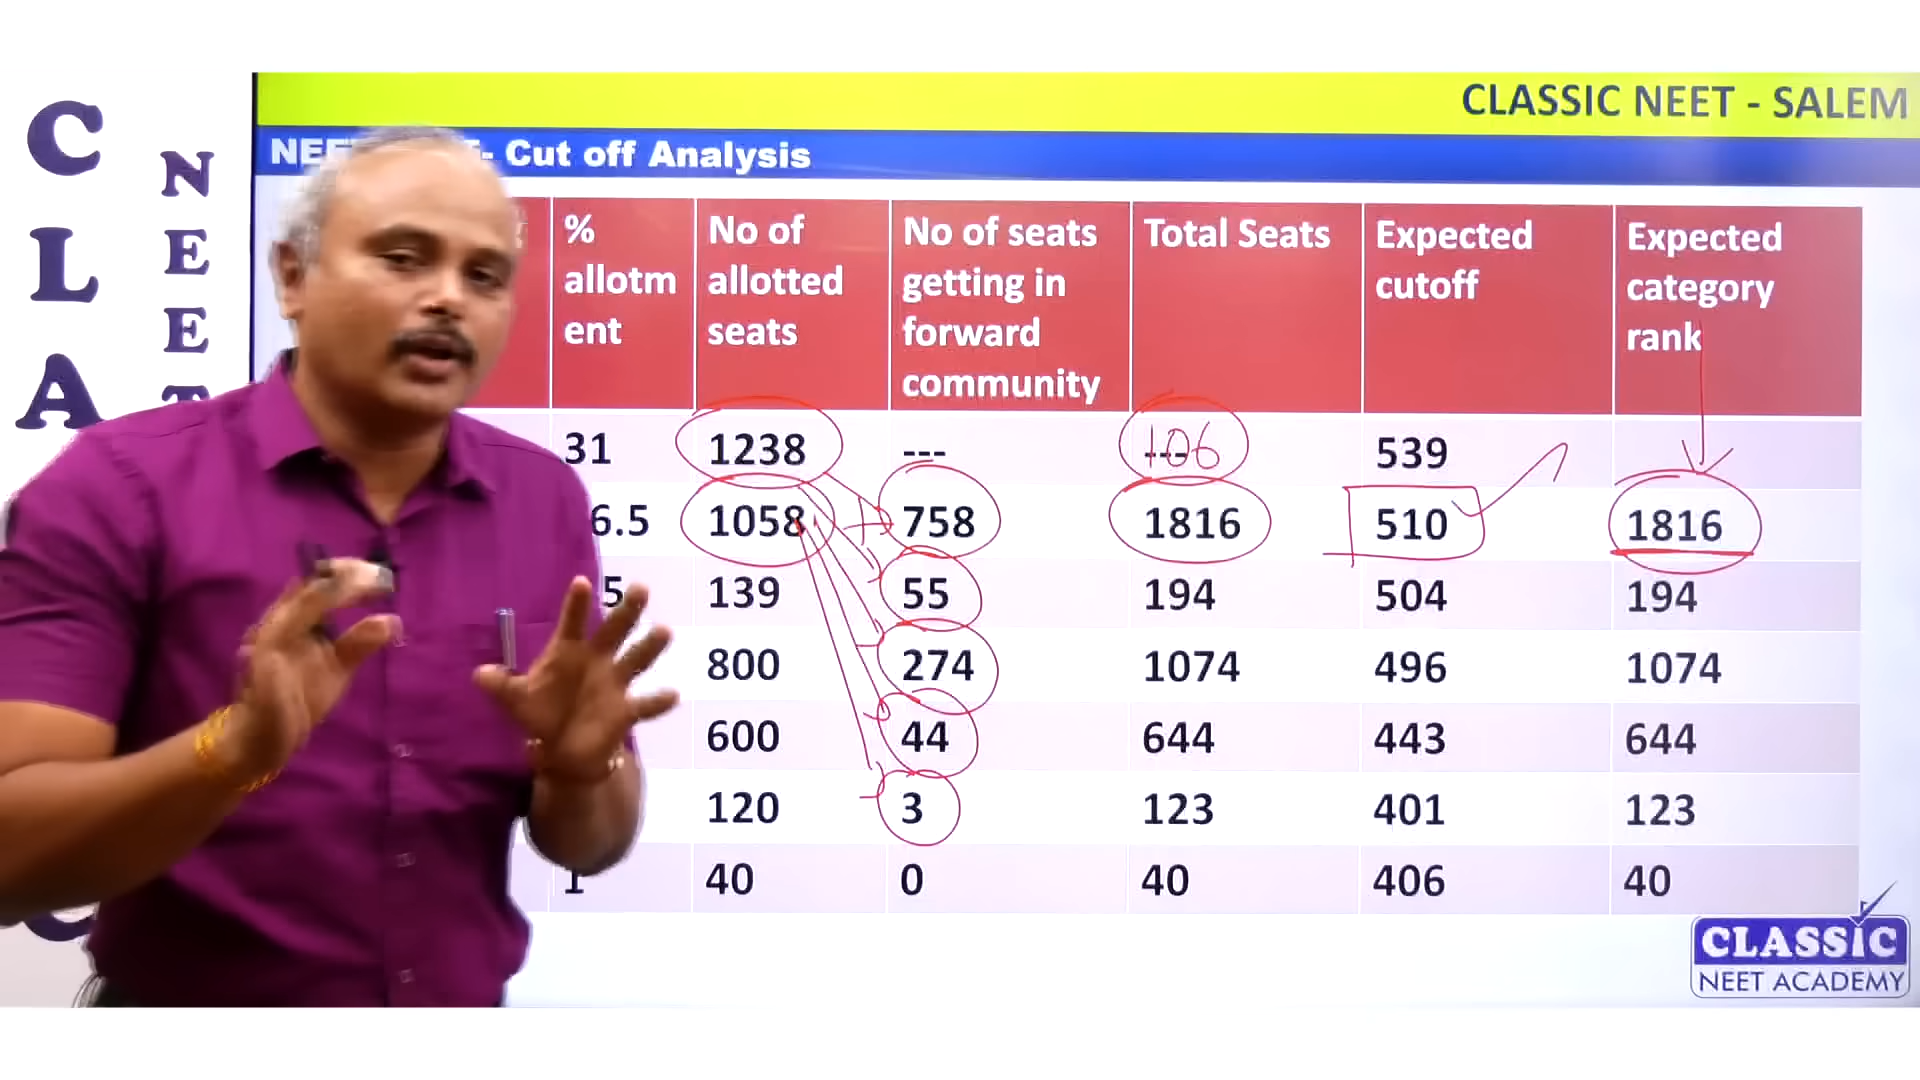 CLASSIC NEET - SALEM
C
L
A
N
E
E
T
Cut off Analysis
% allotm ent
No of allotted seats
No of seats getting in forward community
Total Seats
Expected cutoff
Expected category rank
31 1238 --- 106 539
6.5 1058 758 1816 510 1816
5 139 55 194 504 194
800 274 1074 496 1074
600 44 644 443 644
120 3 123 401 123
1 40 0 40 406 40
CLASSIC
NEET ACADEMY